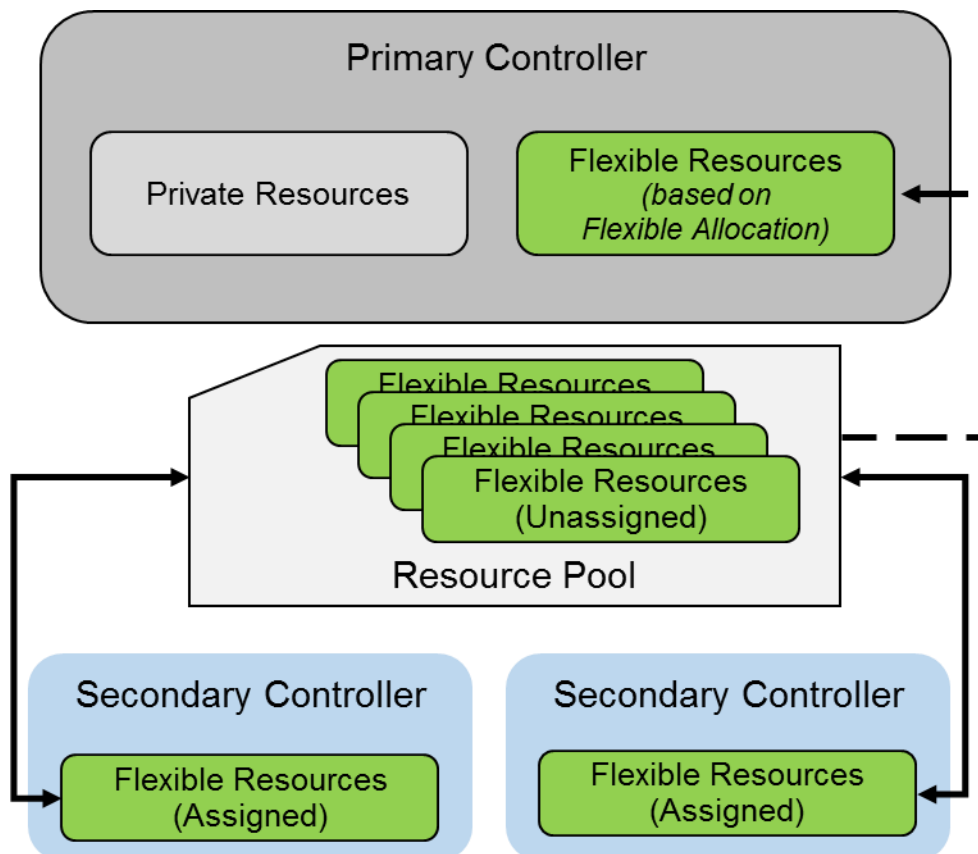 Primary Controller
Private Resources
Flexible Resources
(based on
Flexible Allocation)
Flexible Resources
Flexible Resources
Flexible Resources
Flexible Resources
(Unassigned)
Resource Pool
Secondary Controller
Flexible Resources
(Assigned)
Secondary Controller
Flexible Resources
(Assigned)